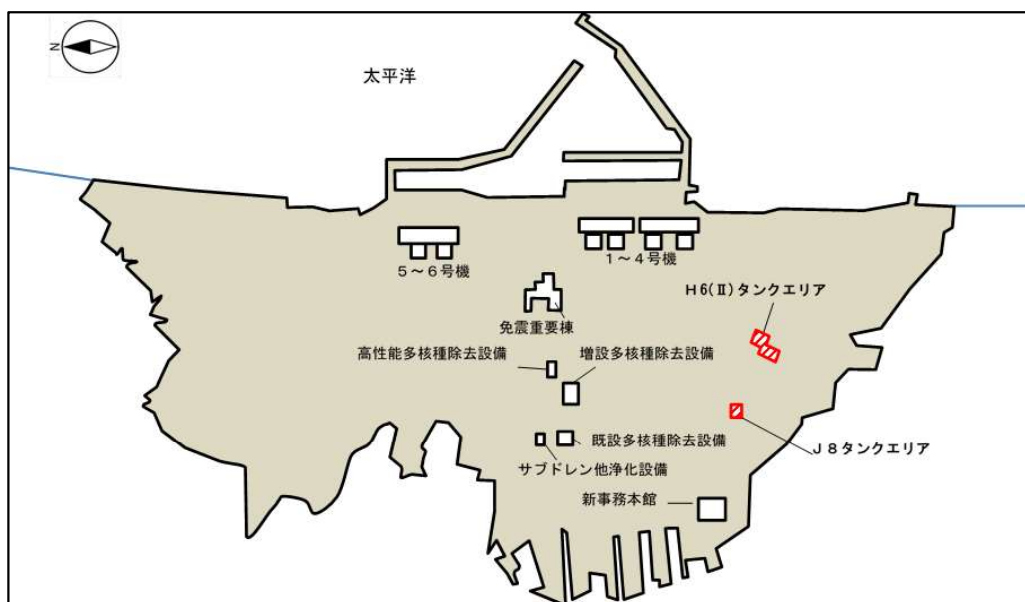 N
太平洋
５～６号機
１～４号機
H6(Ⅱ)タンクエリア
免震重要棟
高性能多核種除去設備
増設多核種除去設備
既設多核種除去設備
J８タンクエリア
サブドレン他浄化設備
新事務本館